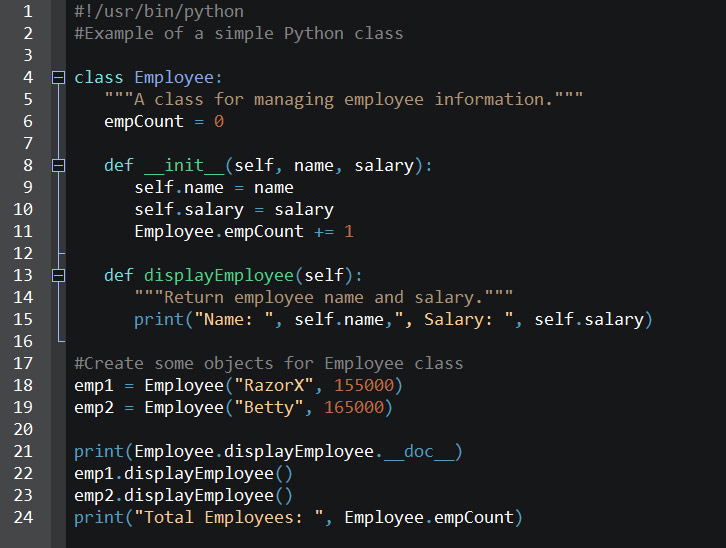 1 #!/usr/bin/python
2 #Example of a simple Python class
3
4 class Employee:
5    """A class for managing employee information."""
6    empCount = 0
7
8    def __init__(self, name, salary):
9       self.name = name
10       self.salary = salary
11       Employee.empCount += 1
12
13    def displayEmployee(self):
14       """Return employee name and salary."""
15       print("Name: ", self.name,", Salary: ", self.salary)
16
17 #Create some objects for Employee class
18 emp1 = Employee("RazorX", 155000)
19 emp2 = Employee("Betty", 165000)
20
21 print(Employee.displayEmployee.__doc__)
22 emp1.displayEmployee()
23 emp2.displayEmployee()
24 print("Total Employees: ", Employee.empCount)